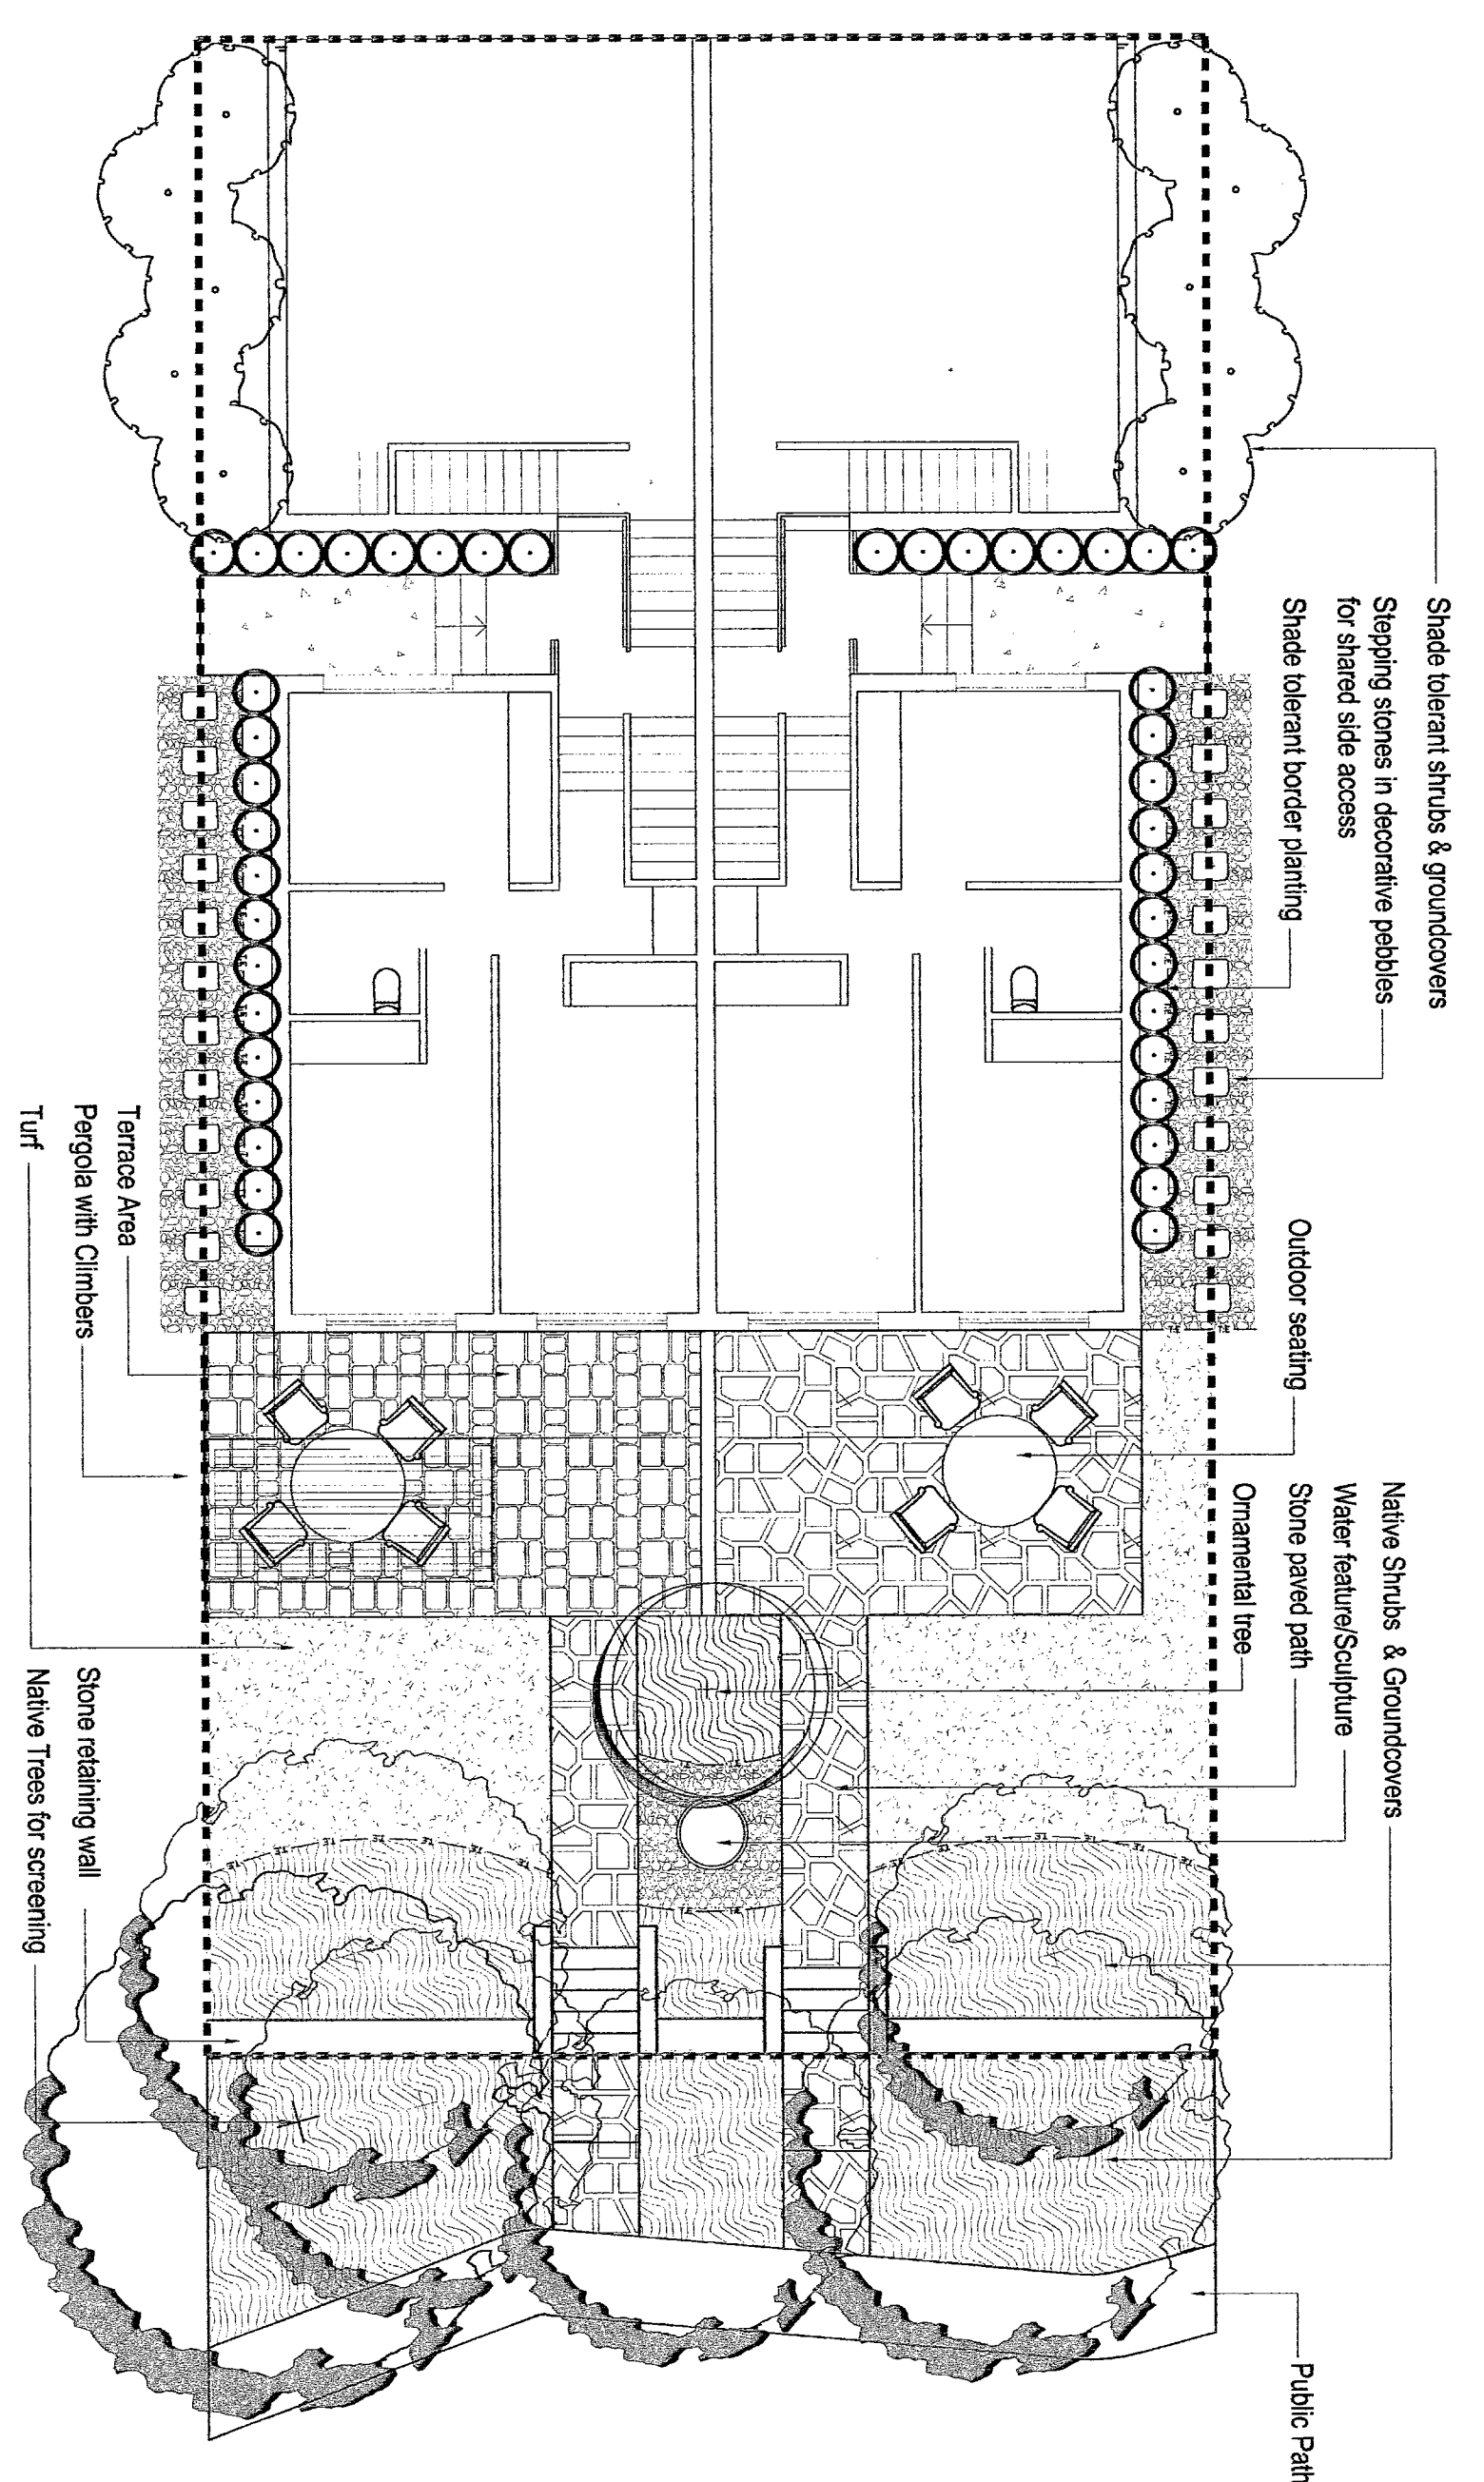 Shade tolerant shrubs & groundcovers
Stepping stones in decorative pebbles
for shared side access
Shade tolerant border planting
Outdoor seating
Native Shrubs & Groundcovers
Water feature/Sculpture
Stone paved path
Ornamental tree
Public Path
Terrace Area
Pergola with Climbers
Turf
Stone retaining wall
Native Trees for screening